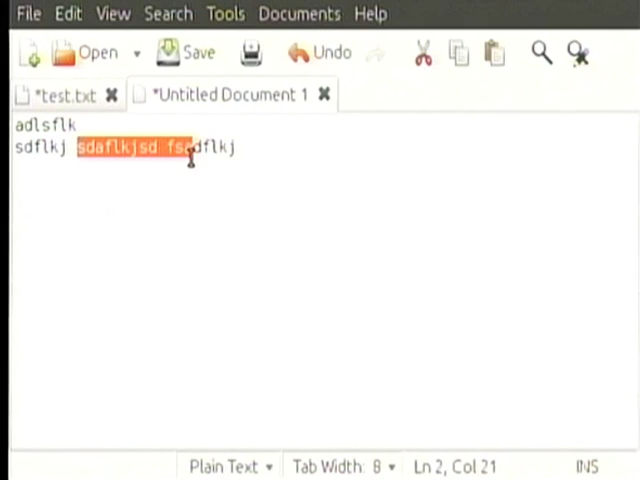 File Edit View Search Tools Documents Help
Open Save Undo
*test.txt *Untitled Document 1
adlsflk
sdflkj sdaflkjsd fsadflkj
Plain Text Tab Width: 8 Ln 2, Col 21 INS